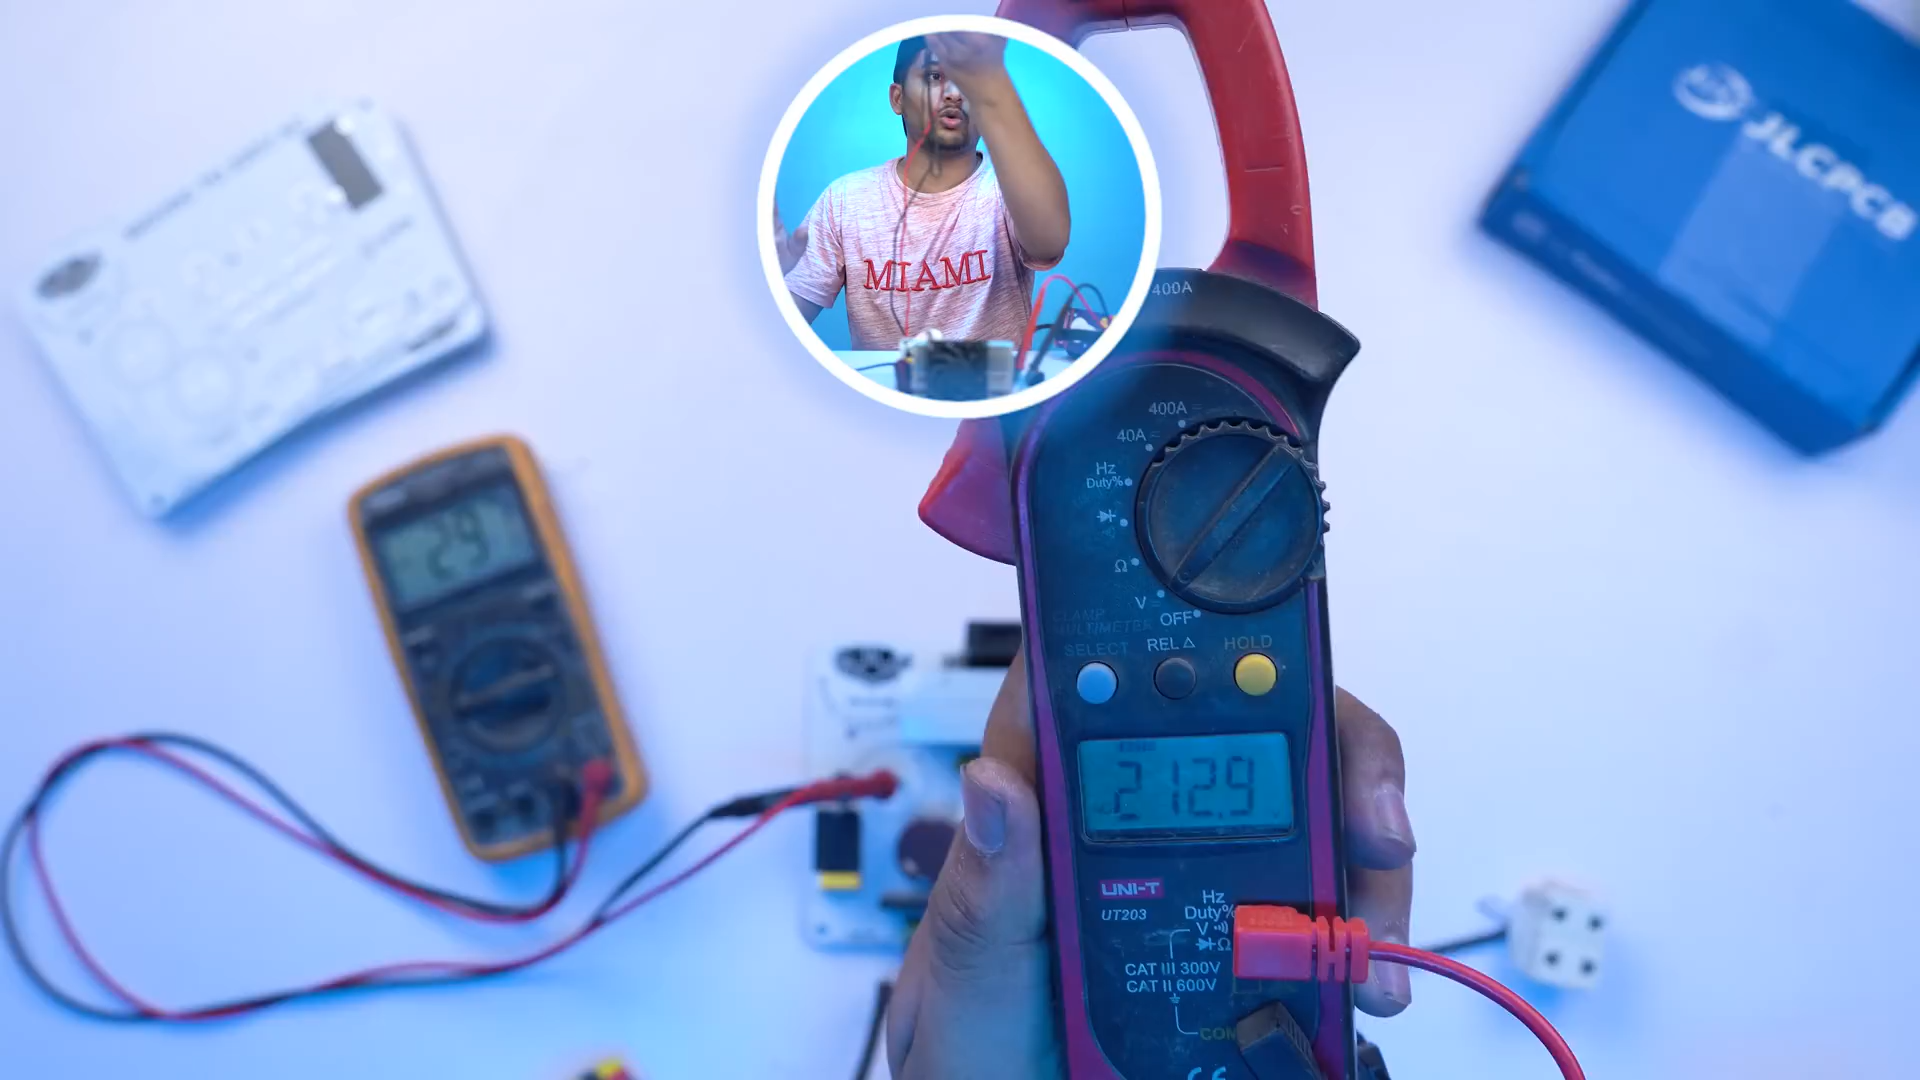 MIAMI
JLCPCB
400A
400A
40A
Hz
Duty%
Ω
V
OFF
CLAMP
MULTIMETER
SELECT
REL △
HOLD
29
212.9
UNI-T
UT203
Hz
Duty%
V
Ω
CAT III 300V
CAT II 600V
COM
CE